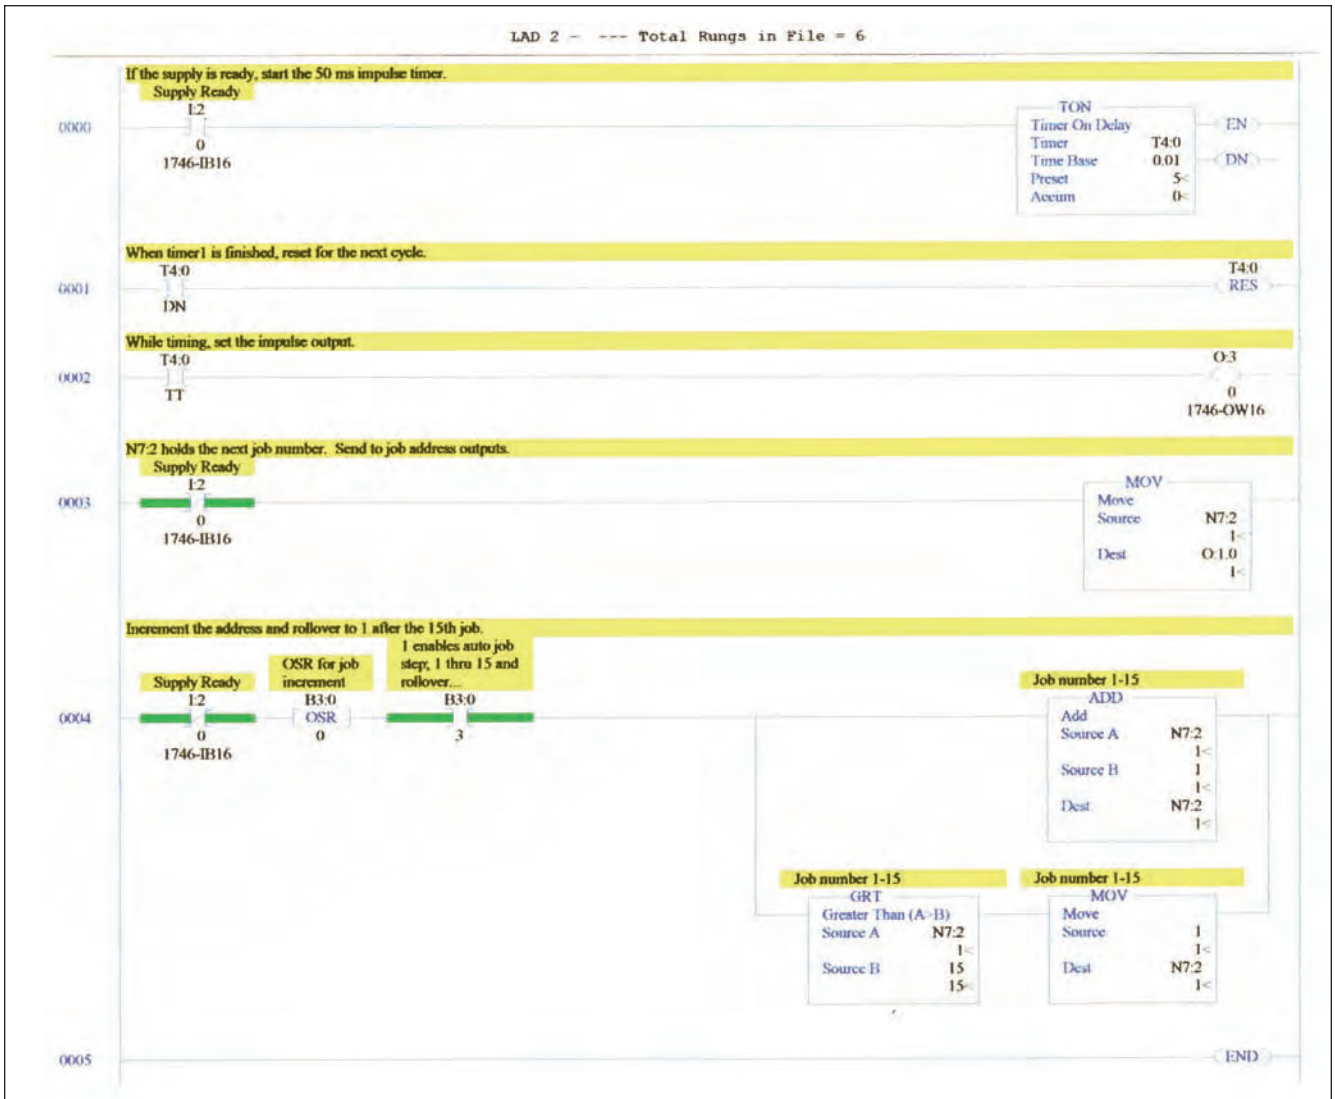 LAD 2 - --- Total Rungs in File = 6
If the supply is ready, start the 50 ms impulse timer.
Supply Ready
I:2
0000
0
1746-IB16
TON
Timer On Delay
Timer T4:0
Time Base 0.01
Preset 5<
Accum 0<
EN
DN
When timer1 is finished, reset for the next cycle.
T4:0
0001
DN
T4:0
RES
While timing, set the impulse output.
T4:0
0002
TT
O:3
0
1746-OW16
N7:2 holds the next job number. Send to job address outputs.
Supply Ready
I:2
0003
0
1746-IB16
MOV
Move
Source N7:2
1<
Dest O:1.0
1<
Increment the address and rollover to 1 after the 15th job.
Supply Ready
I:2
0004
0
1746-IB16
OSR for job
increment
B3:0
OSR
0
1 enables auto job
step; 1 thru 15 and
rollover...
B3:0
3
Job number 1-15
ADD
Add
Source A N7:2
1<
Source B 1
1<
Dest N7:2
1<
Job number 1-15
GRT
Greater Than (A>B)
Source A N7:2
1<
Source B 15
15<
Job number 1-15
MOV
Move
Source 1
1<
Dest N7:2
1<
0005
END